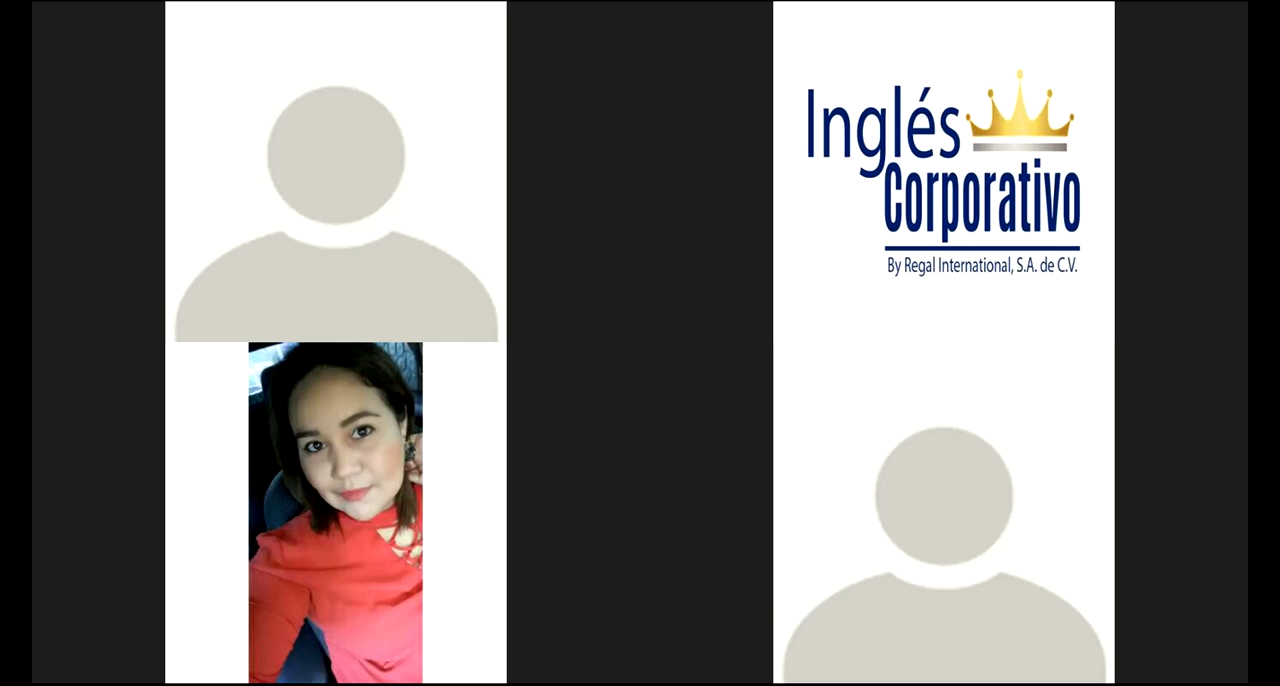 Inglés
Corporativo
By Regal International, S.A. de C.V.